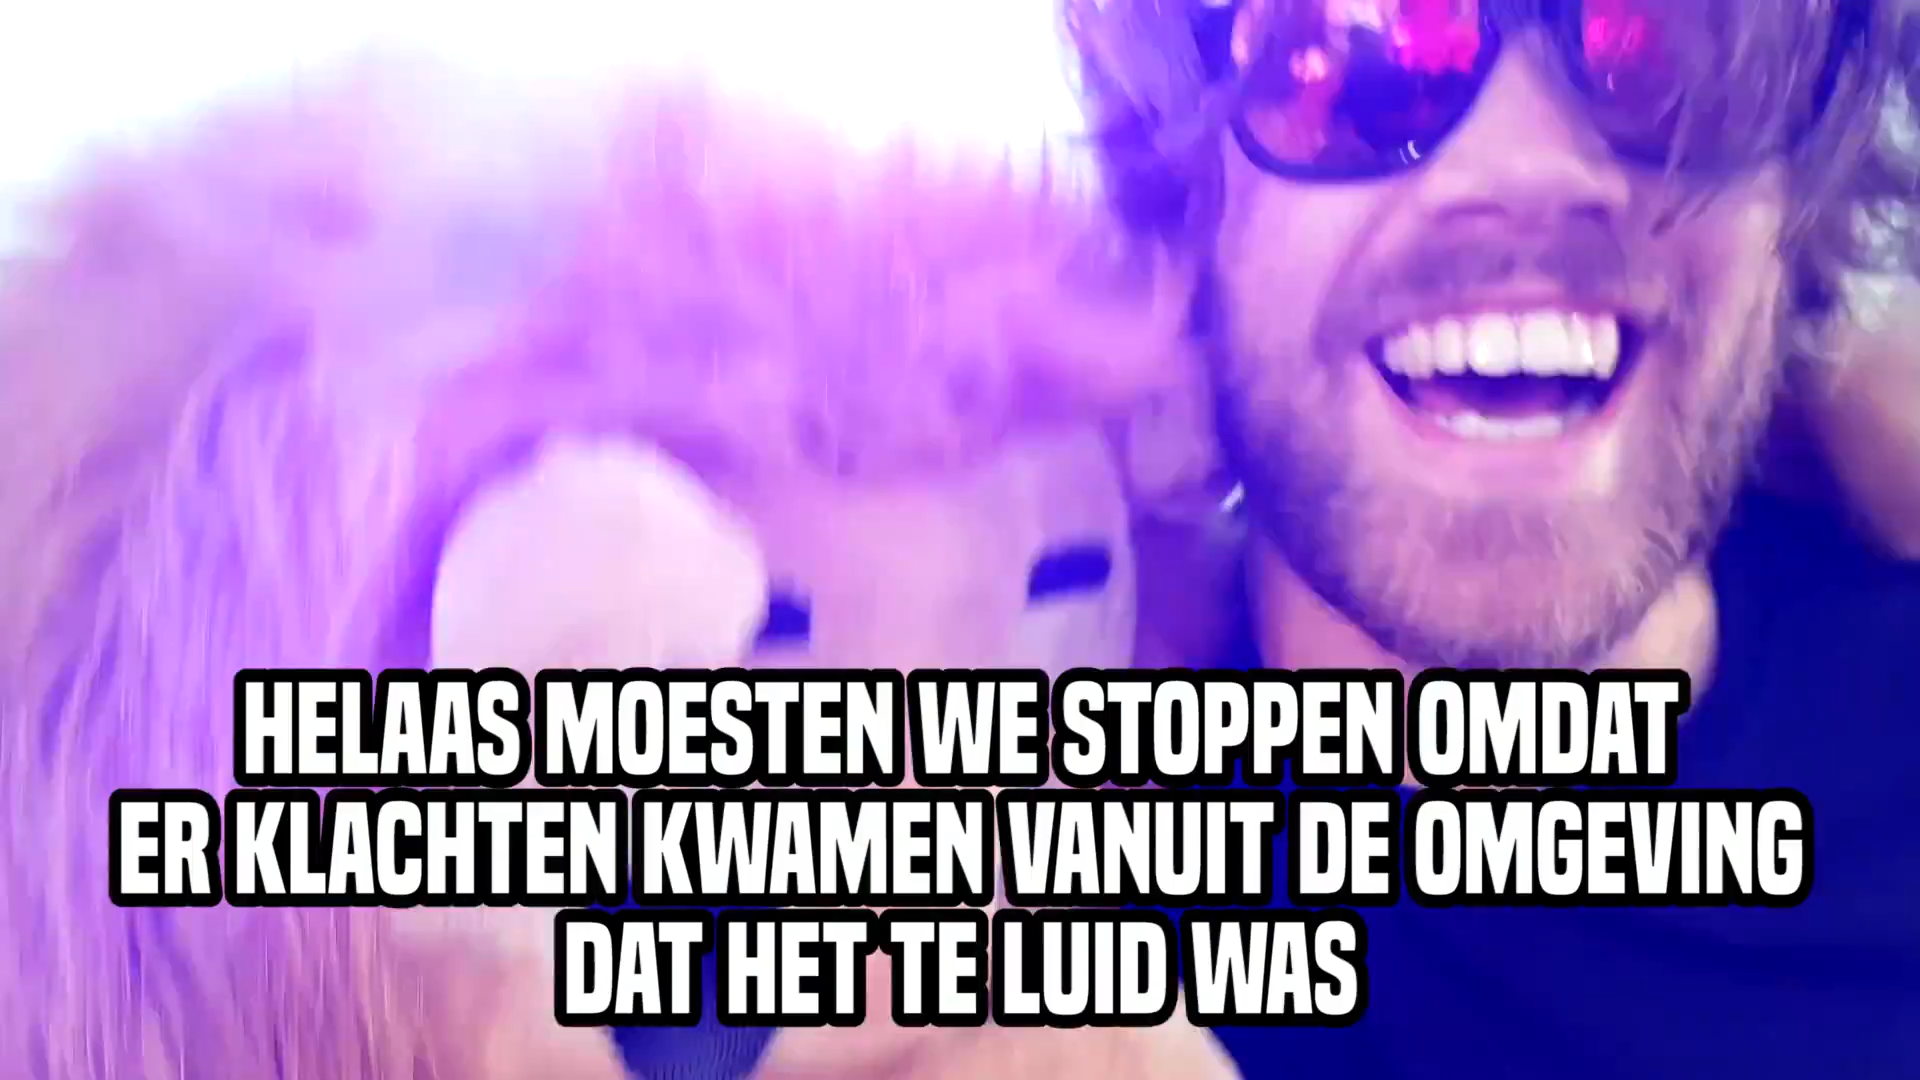 HELAAS MOESTEN WE STOPPEN OMDAT
ER KLACHTEN KWAMEN VANUIT DE OMGEVING
DAT HET TE LUID WAS